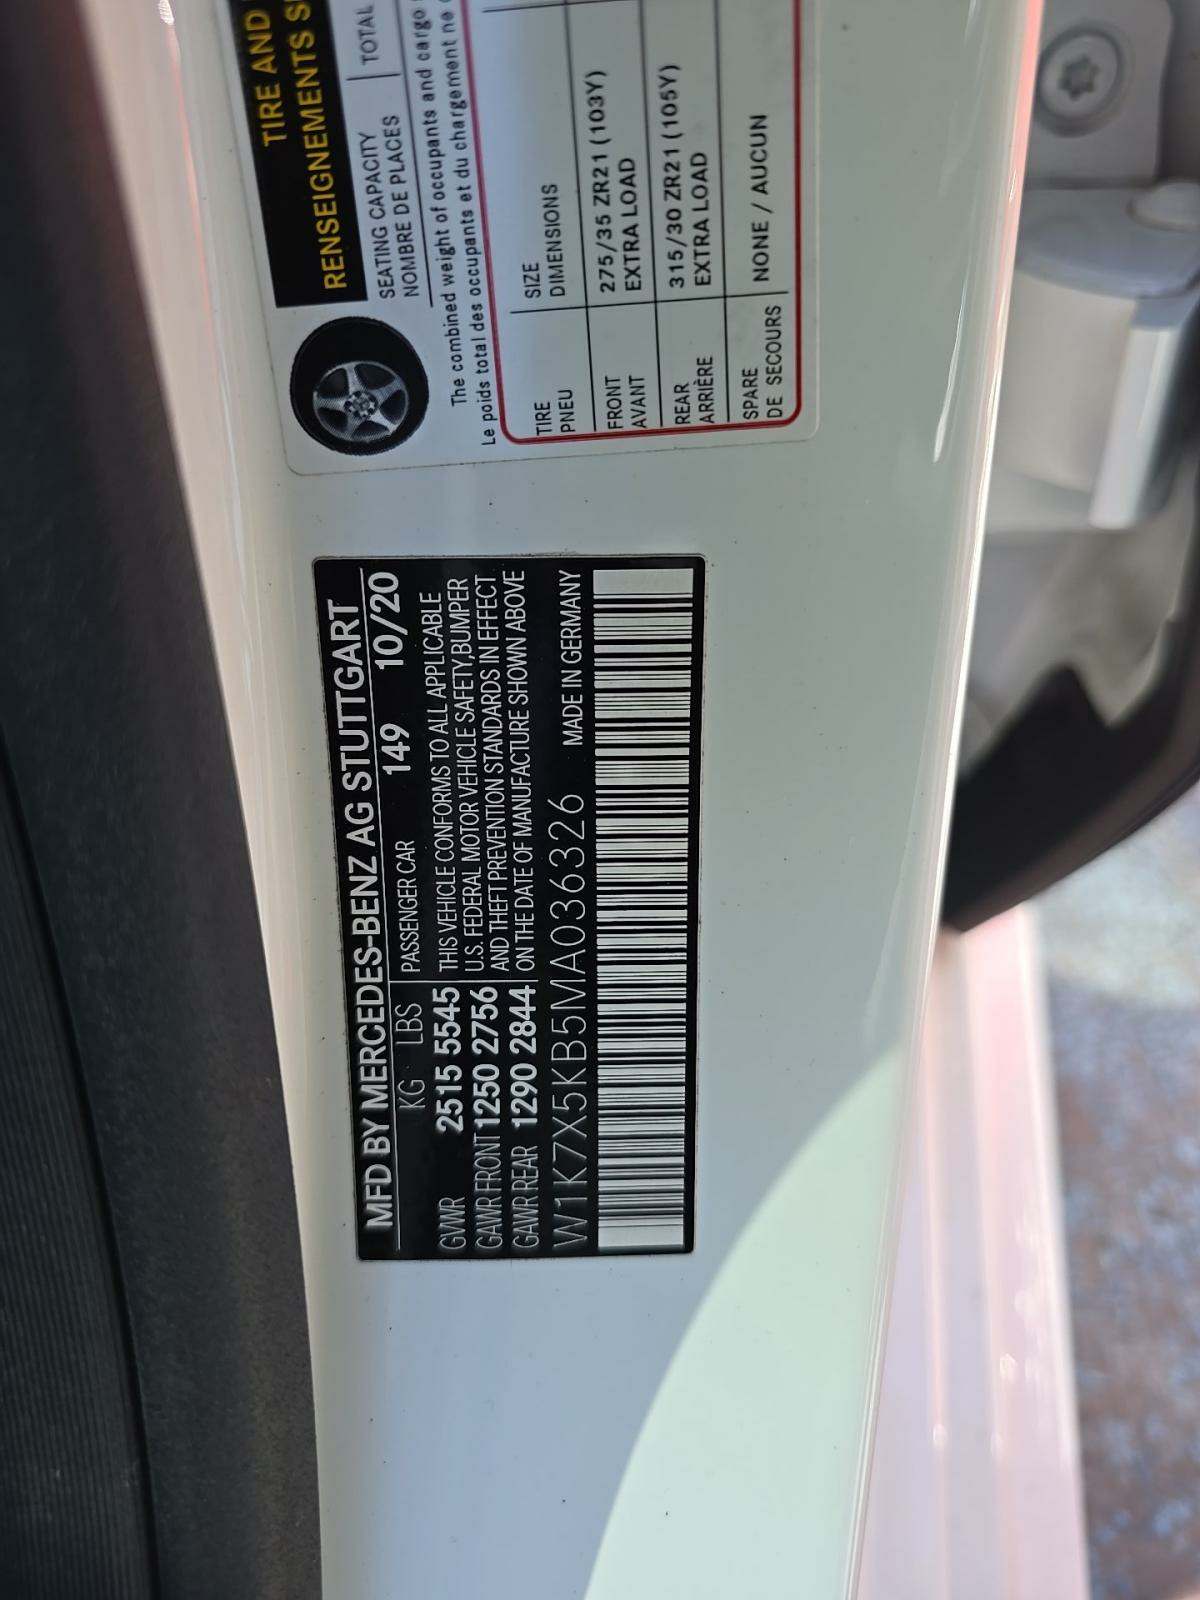 TIRE AND
RENSEIGNEMENTS
SEATING CAPACITY
NOMBRE DE PLACES
TOTAL
The combined weight of occupants and cargo
Le poids total des occupants et du chargement ne
TIRE
PNEU
SIZE
DIMENSIONS
FRONT
AVANT
275/35 ZR21 (103Y)
EXTRA LOAD
REAR
ARRIÈRE
315/30 ZR21 (105Y)
EXTRA LOAD
SPARE
DE SECOURS
NONE / AUCUN
MFD BY MERCEDES-BENZ AG STUTTGART
KG LBS PASSENGER CAR 149 10/20
GVWR 2515 5545
GAWR FRONT 1250 2756
GAWR REAR 1290 2844
THIS VEHICLE CONFORMS TO ALL APPLICABLE
U.S. FEDERAL MOTOR VEHICLE SAFETY,BUMPER
AND THEFT PREVENTION STANDARDS IN EFFECT
ON THE DATE OF MANUFACTURE SHOWN ABOVE
W1K7X5KB5MA036326 MADE IN GERMANY